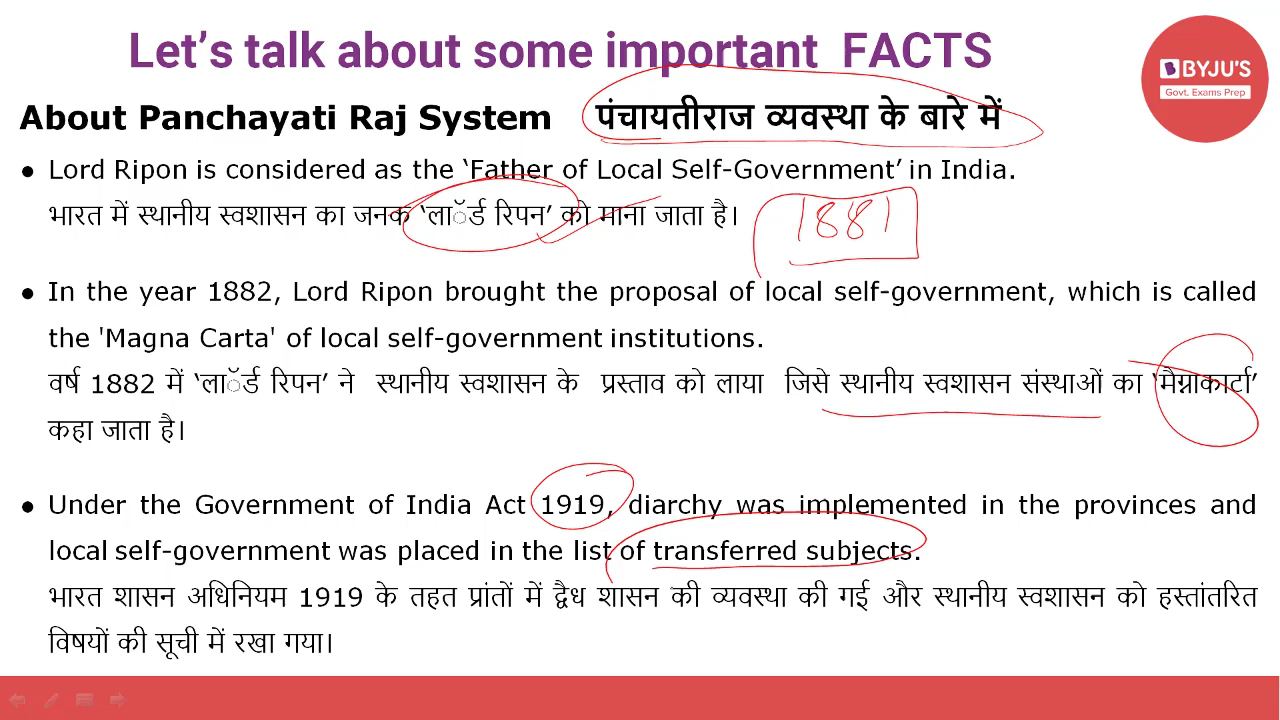 Let's talk about some important FACTS
BYJU'S
Govt. Exams Prep
About Panchayati Raj System पंचायतीराज व्यवस्था के बारे में
• Lord Ripon is considered as the ‘Father of Local Self-Government’ in India.
भारत में स्थानीय स्वशासन का जनक ‘लाॅर्ड रिपन’ को माना जाता है।
1881
• In the year 1882, Lord Ripon brought the proposal of local self-government, which is called
the 'Magna Carta' of local self-government institutions.
वर्ष 1882 में ‘लाॅर्ड रिपन’ ने स्थानीय स्वशासन के प्रस्ताव को लाया जिसे स्थानीय स्वशासन संस्थाओं का ‘मैग्नाकार्टा’
कहा जाता है।
• Under the Government of India Act 1919, diarchy was implemented in the provinces and
local self-government was placed in the list of transferred subjects.
भारत शासन अधिनियम 1919 के तहत प्रांतों में द्वैध शासन की व्यवस्था की गई और स्थानीय स्वशासन को हस्तांतरित
विषयों की सूची में रखा गया।